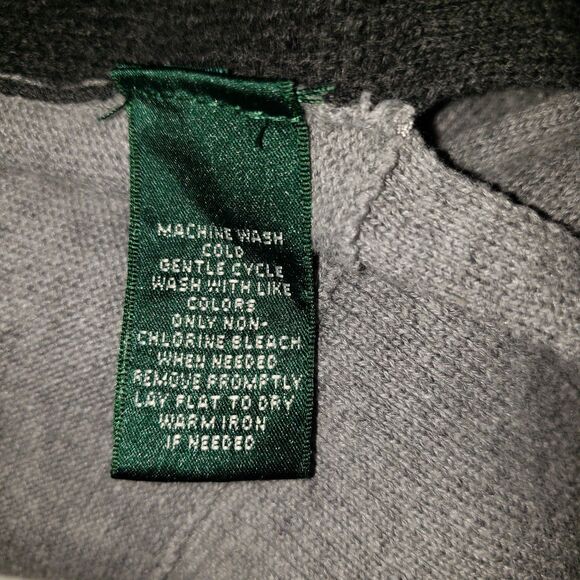 MACHINE WASH
COLD
GENTLE CYCLE
WASH WITH LIKE
COLORS
ONLY NON-
CHLORINE BLEACH
WHEN NEEDED
REMOVE PROMPTLY
LAY FLAT TO DRY
WARM IRON
IF NEEDED